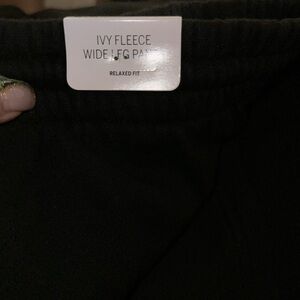 IVY FLEECE
WIDE LEG PANT
RELAXED FIT